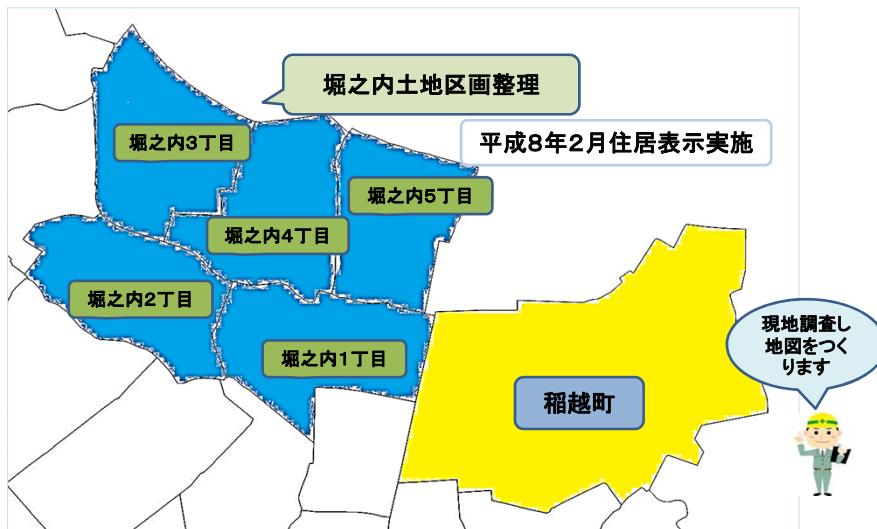 堀之内土地区画整理
堀之内3丁目
平成8年2月住居表示実施
堀之内5丁目
堀之内4丁目
堀之内2丁目
堀之内1丁目
現地調査し
地図をつく
ります
稲越町